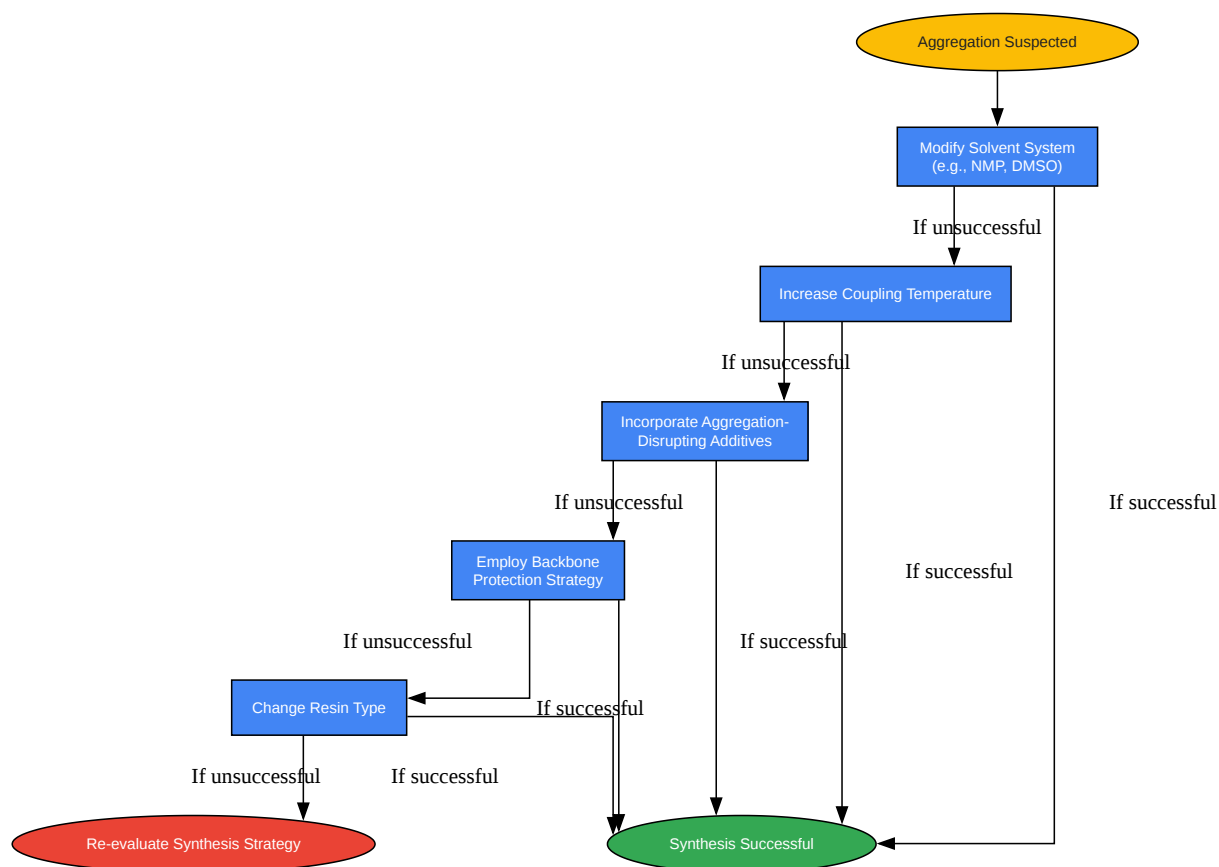 Aggregation Suspected
Modify Solvent System
(e.g., NMP, DMSO)
If unsuccessful
Increase Coupling Temperature
If unsuccessful
Incorporate Aggregation-
Disrupting Additives
If unsuccessful
If successful
Employ Backbone
Protection Strategy
If successful
If unsuccessful
If successful
Change Resin Type
If successful
If unsuccessful
If successful
Re-evaluate Synthesis Strategy
Synthesis Successful